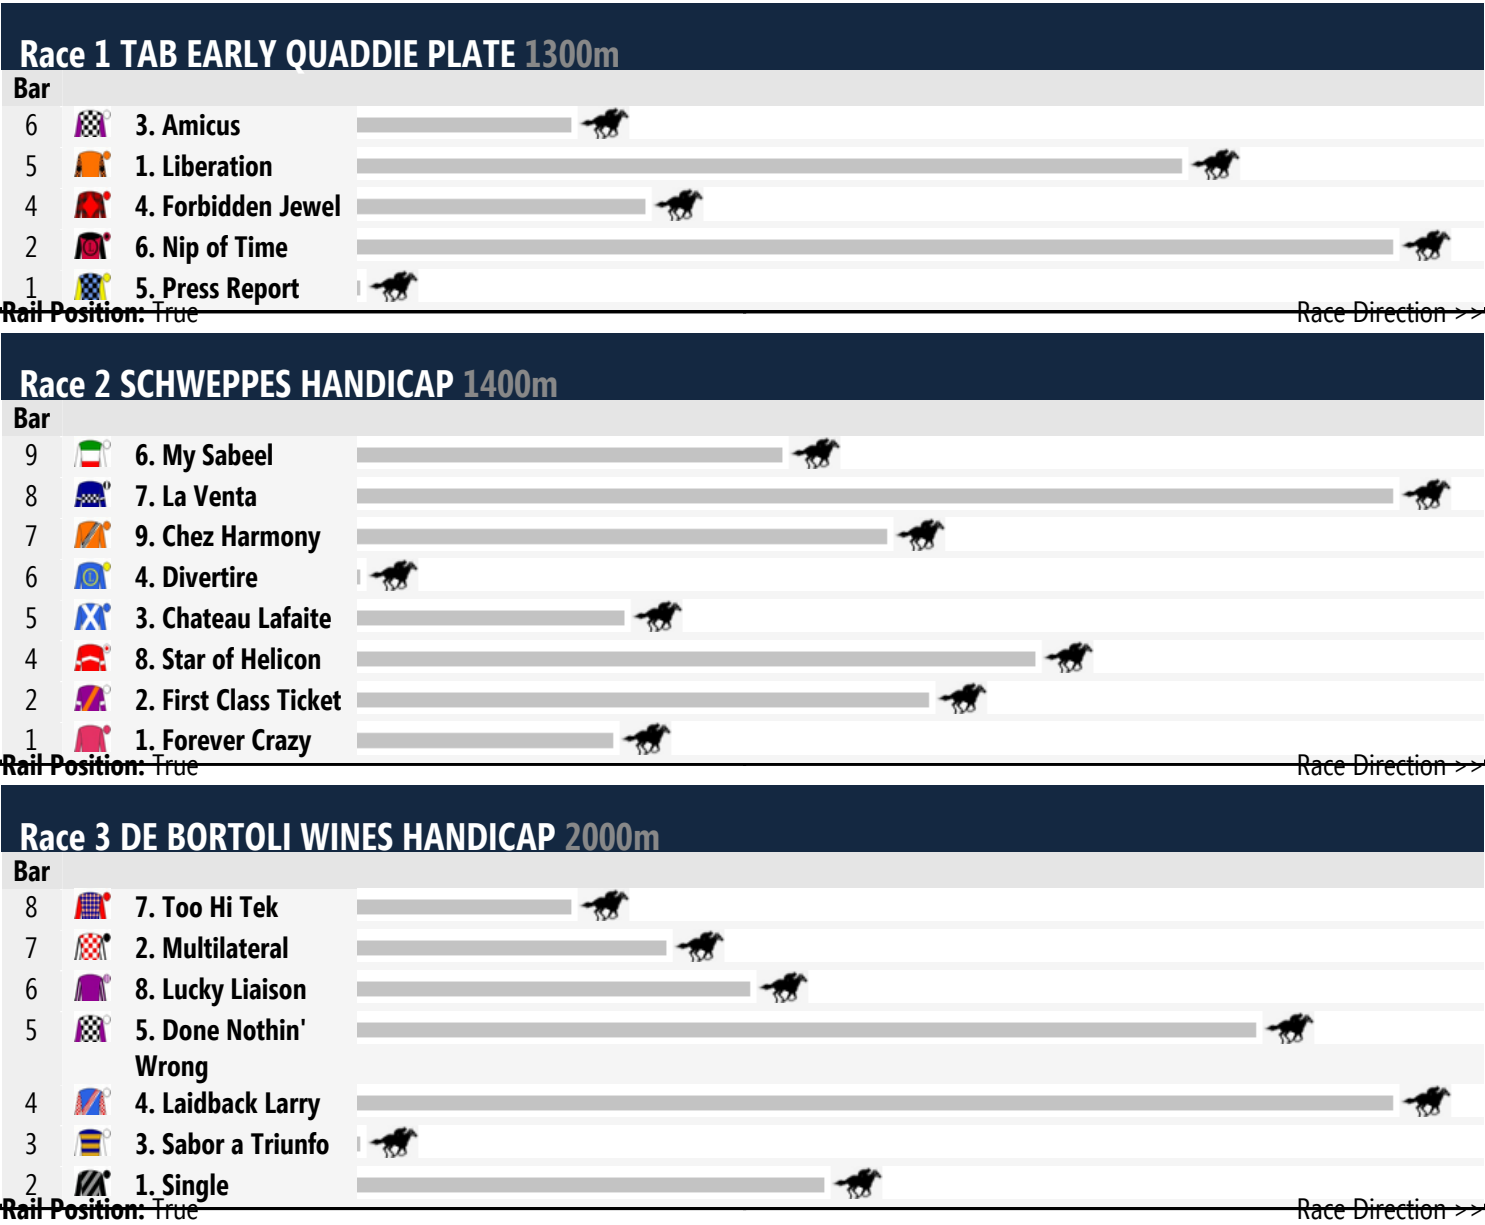 Race 1 TAB EARLY QUADDIE PLATE 1300m
Bar
6 3. Amicus
5 1. Liberation
4 4. Forbidden Jewel
2 6. Nip of Time
1 5. Press Report
Rail Position: True Race Direction >>
Race 2 SCHWEPPES HANDICAP 1400m
Bar
9 6. My Sabeel
8 7. La Venta
7 9. Chez Harmony
6 4. Divertire
5 3. Chateau Lafaite
4 8. Star of Helicon
2 2. First Class Ticket
1 1. Forever Crazy
Rail Position: True Race Direction >>
Race 3 DE BORTOLI WINES HANDICAP 2000m
Bar
8 7. Too Hi Tek
7 2. Multilateral
6 8. Lucky Liaison
5 5. Done Nothin'
Wrong
4 4. Laidback Larry
3 3. Sabor a Triunfo
2 1. Single
Rail Position: True Race Direction >>